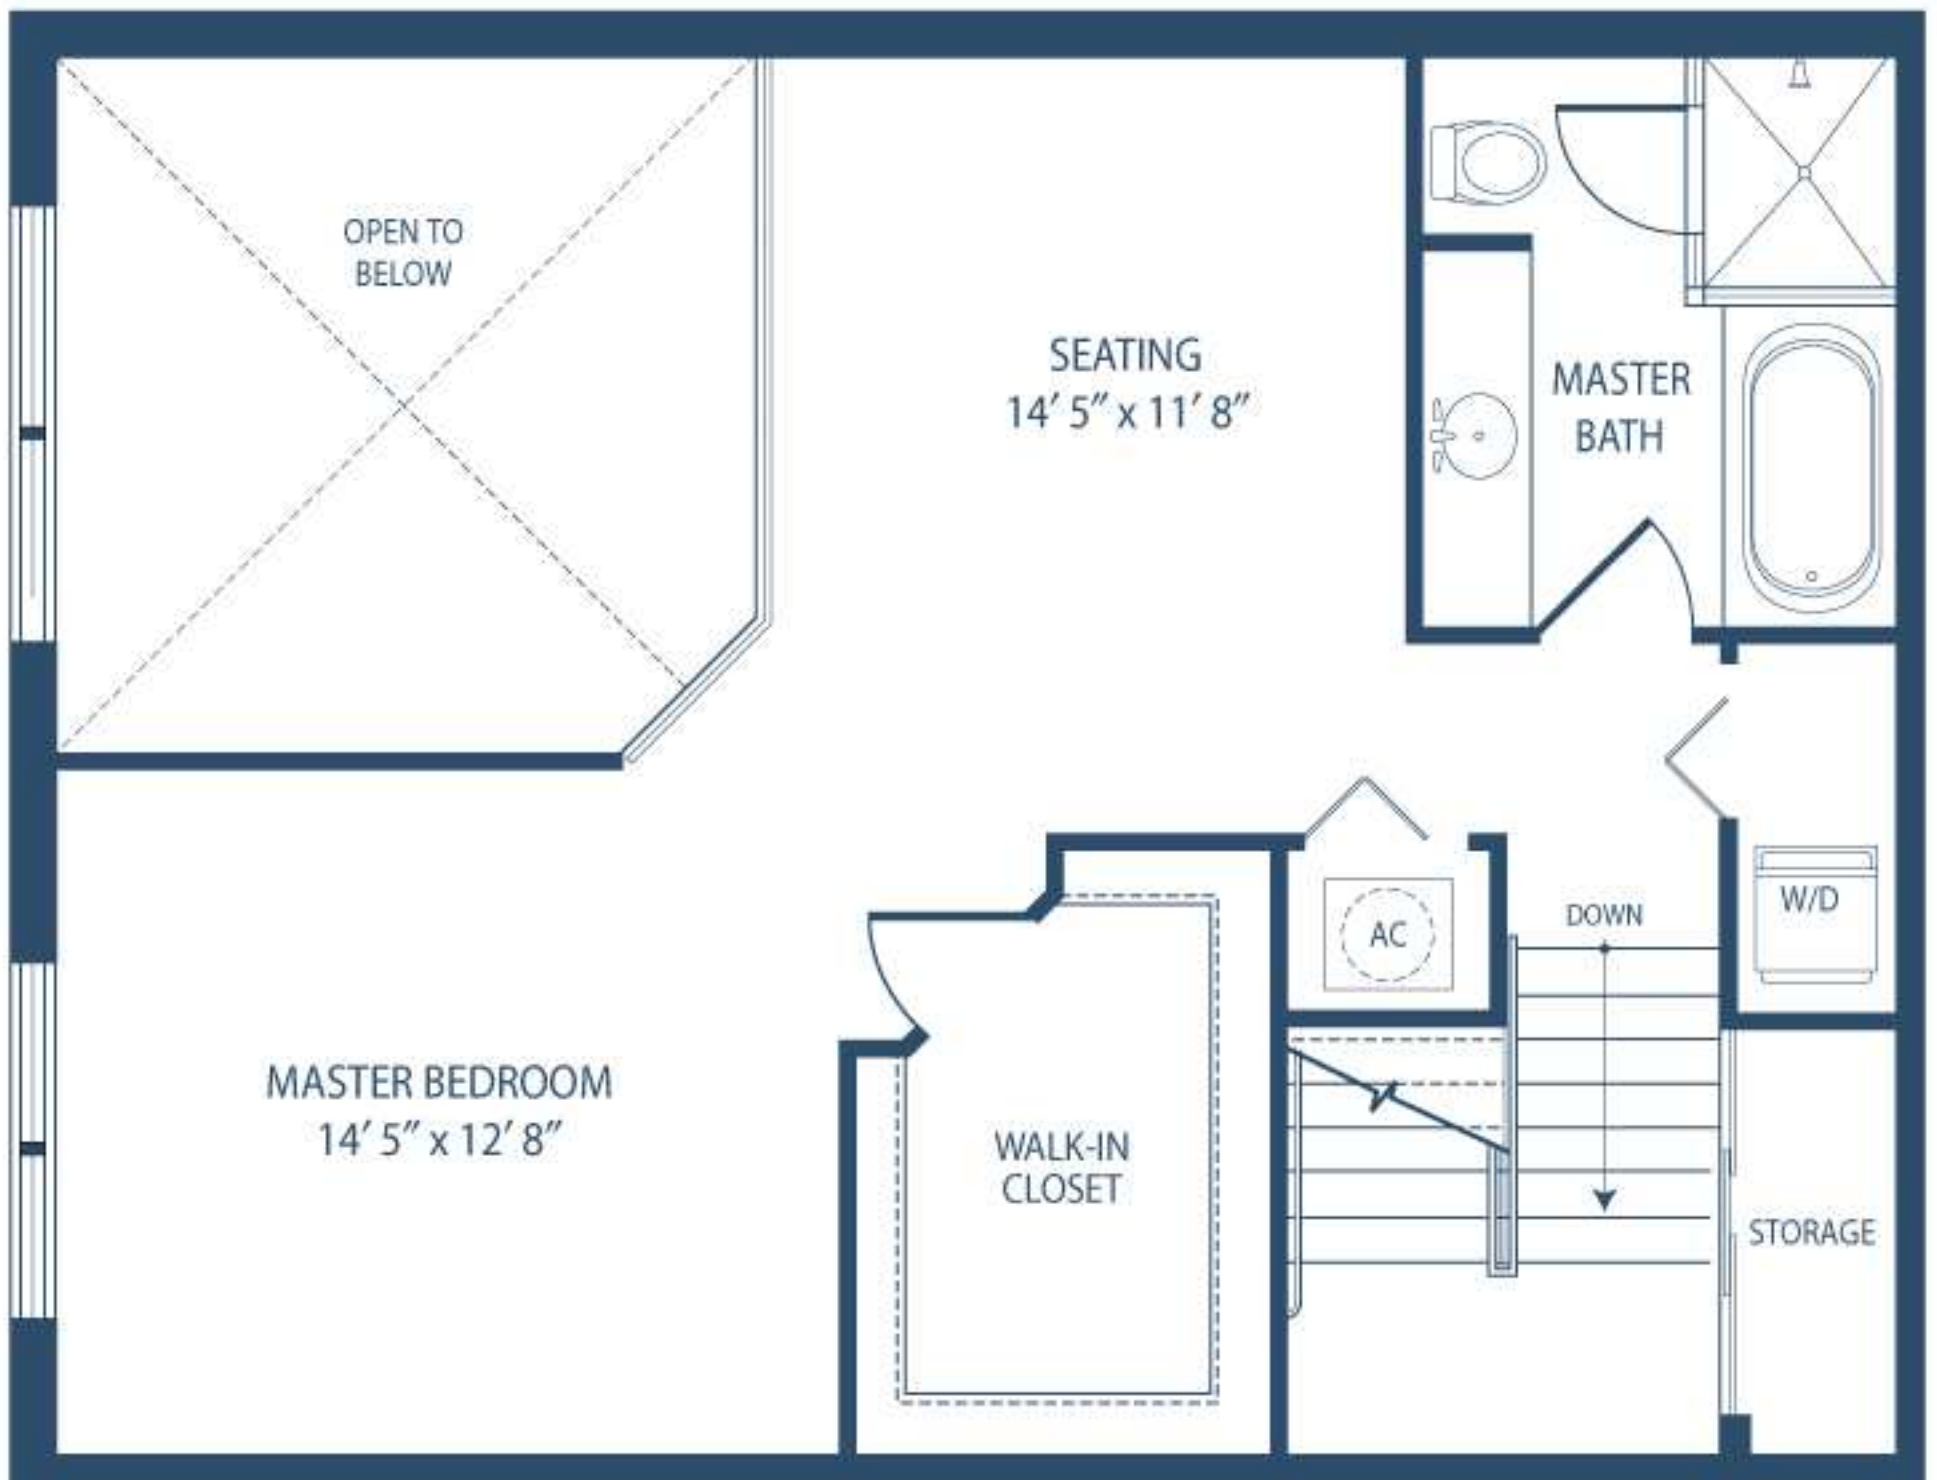 OPEN TO
BELOW
SEATING
14′ 5″ x 11′ 8″
MASTER
BATH
W/D
DOWN
AC
MASTER BEDROOM
14′ 5″ x 12′ 8″
WALK-IN
CLOSET
STORAGE